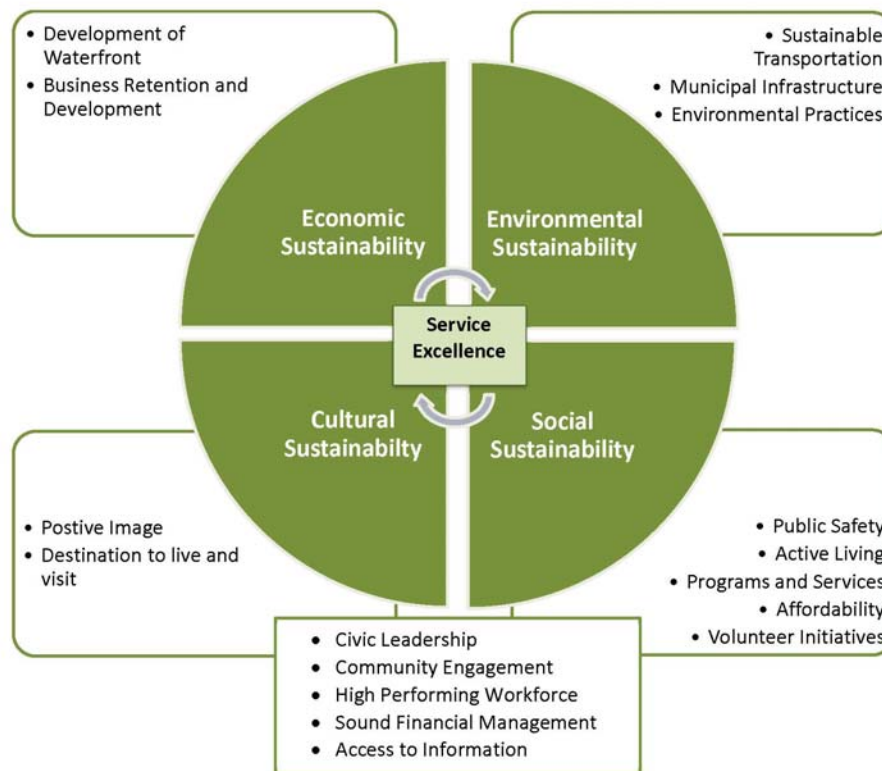 • Development of
Waterfront
• Business Retention and
Development
• Sustainable
Transportation
• Municipal Infrastructure
• Environmental Practices
Economic
Sustainability
Environmental
Sustainability
Service
Excellence
Cultural
Sustainabilty
Social
Sustainability
• Postive Image
• Destination to live and
visit
• Public Safety
• Active Living
• Programs and Services
• Affordability
• Volunteer Initiatives
• Civic Leadership
• Community Engagement
• High Performing Workforce
• Sound Financial Management
• Access to Information